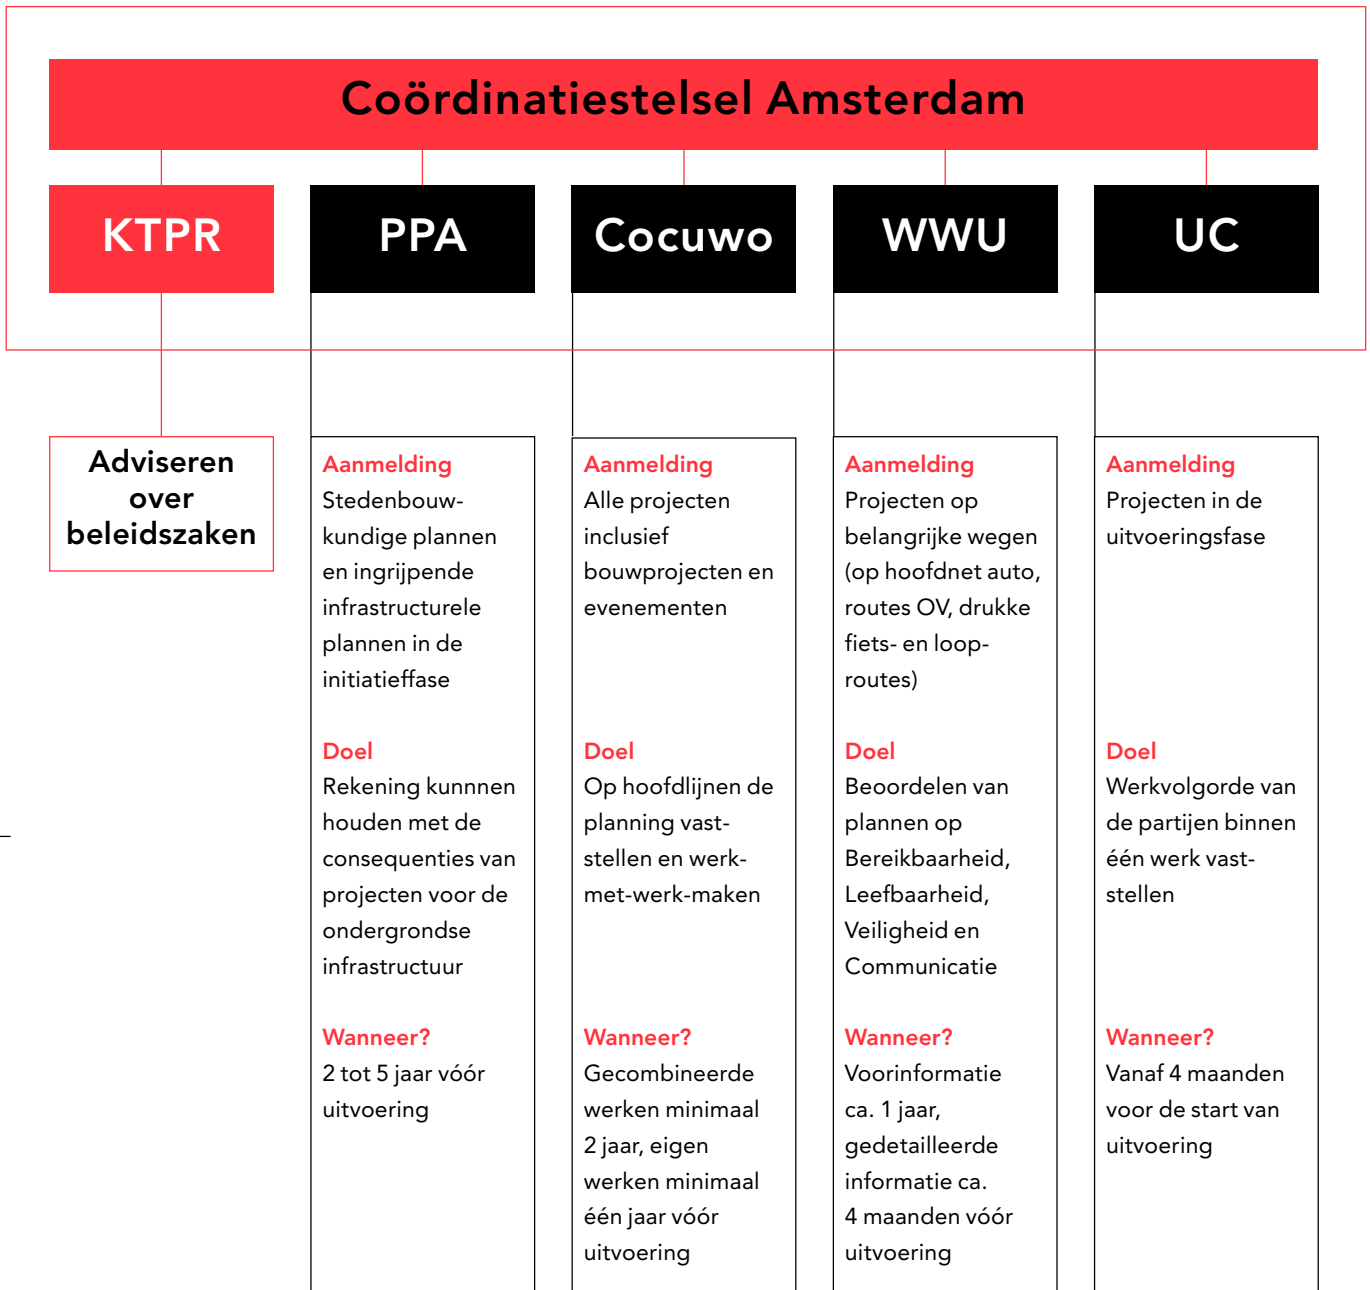 Coördinatiestelsel Amsterdam
KTPR
PPA
Cocuwo
WWU
UC
Adviseren
over
beleidszaken
Aanmelding
Stedenbouw-
kundige plannen
en ingrijpende
infrastructurele
plannen in de
initiatieffase
Doel
Rekening kunnnen
houden met de
consequenties van
projecten voor de
ondergrondse
infrastructuur
Wanneer?
2 tot 5 jaar vóór
uitvoering
Aanmelding
Alle projecten
inclusief
bouwprojecten en
evenementen
Doel
Op hoofdlijnen de
planning vast-
stellen en werk-
met-werk-maken
Wanneer?
Gecombineerde
werken minimaal
2 jaar, eigen
werken minimaal
één jaar vóór
uitvoering
Aanmelding
Projecten op
belangrijke wegen
(op hoofdnet auto,
routes OV, drukke
fiets- en loop-
routes)
Doel
Beoordelen van
plannen op
Bereikbaarheid,
Leefbaarheid,
Veiligheid en
Communicatie
Wanneer?
Voorinformatie
ca. 1 jaar,
gedetailleerde
informatie ca.
4 maanden vóór
uitvoering
Aanmelding
Projecten in de
uitvoeringsfase
Doel
Werkvolgorde van
de partijen binnen
één werk vast-
stellen
Wanneer?
Vanaf 4 maanden
voor de start van
uitvoering